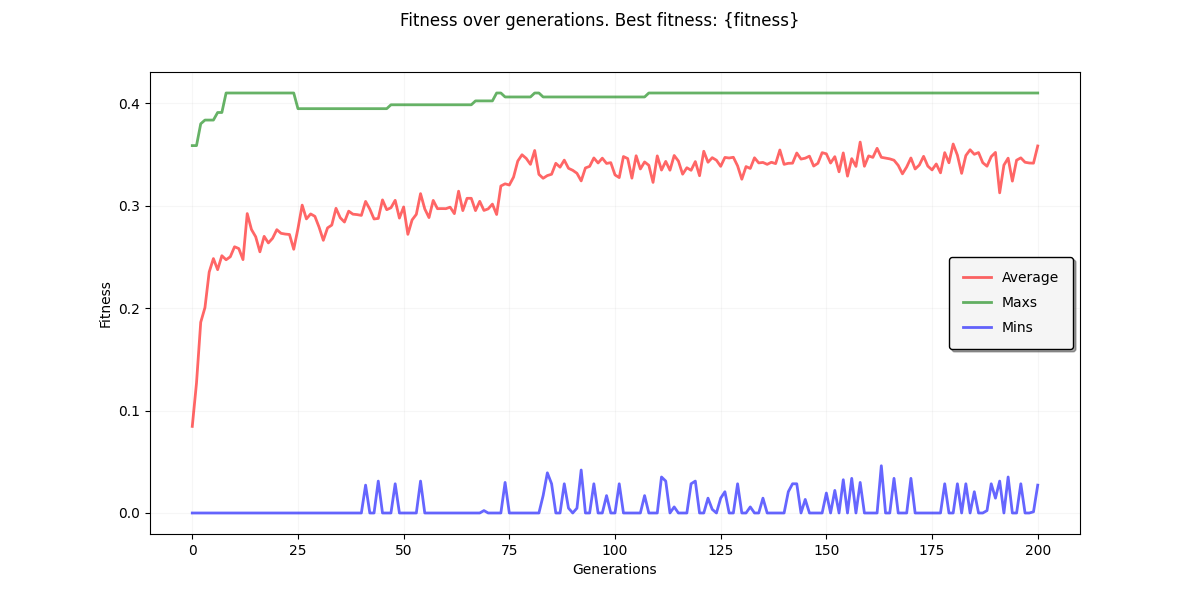 Fitness over generations. Best fitness: {fitness}
0.4
0.3
0.2
0.1
0.0
Fitness
Average
Maxs
Mins
0 25 50 75 100 125 150 175 200
Generations